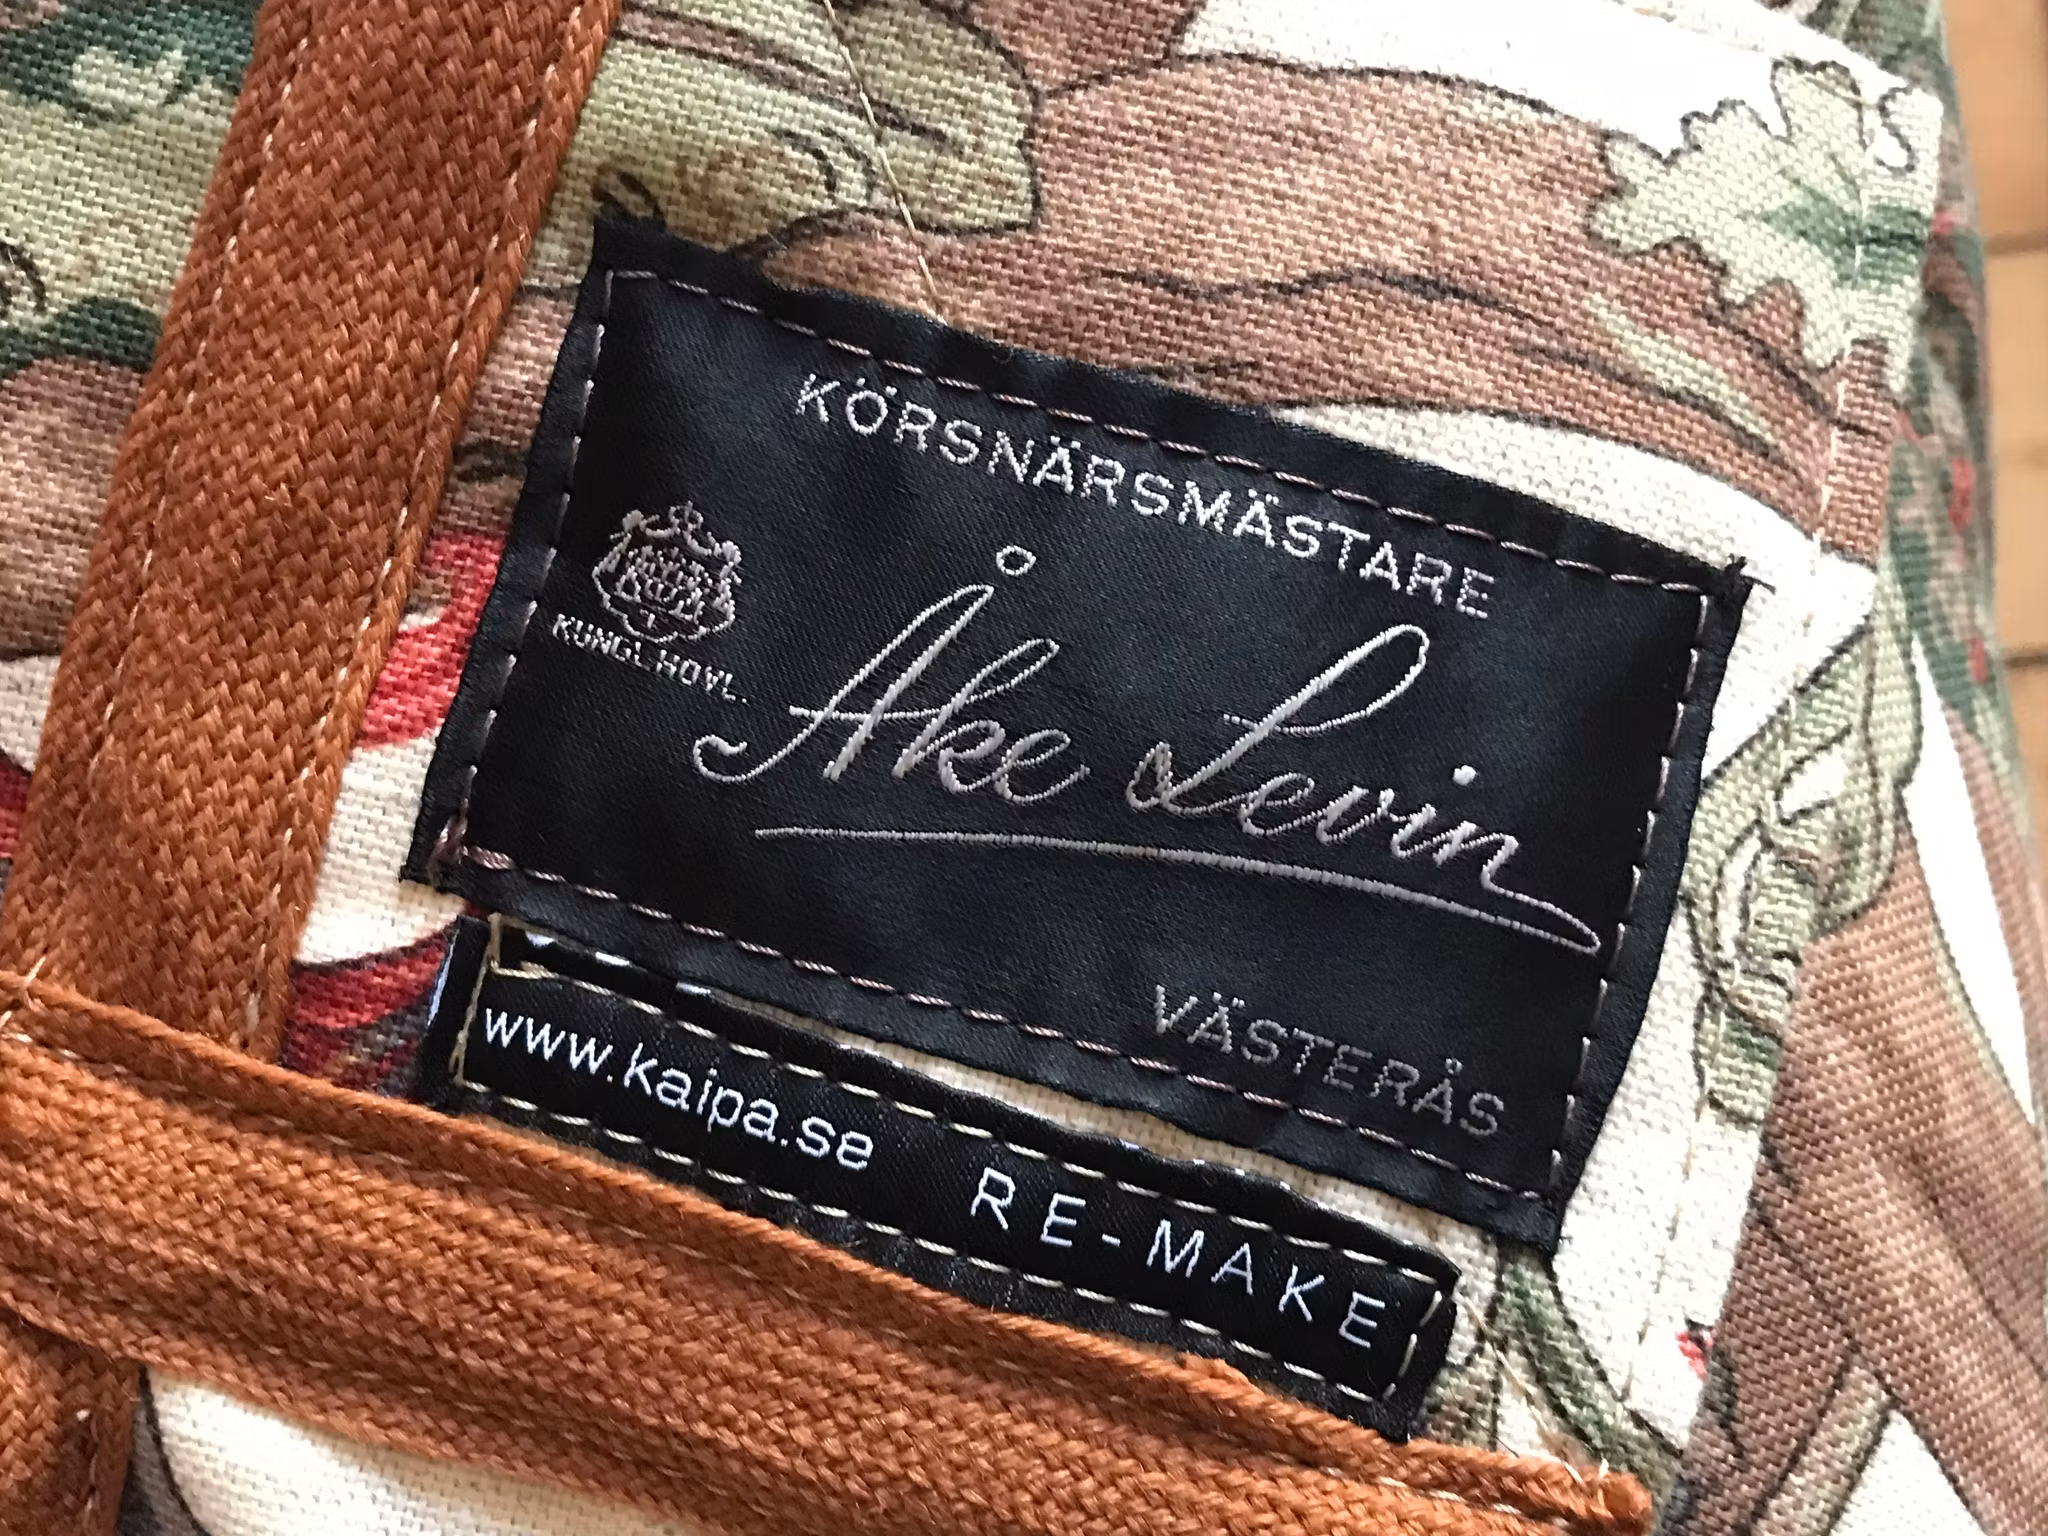 KÖRSNÄRSMÄSTARE
KUNGL. HOVL.
Åke Levin
VÄSTERÅS
www.kaipa.se RE-MAKE